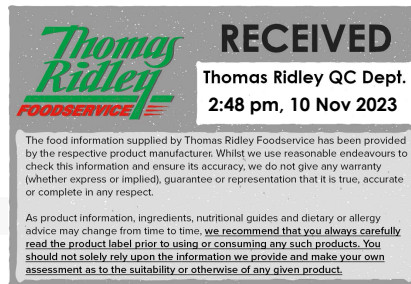 Thomas
Ridley
FOODSERVICE
RECEIVED
Thomas Ridley QC Dept.
2:48 pm, 10 Nov 2023
The food information supplied by Thomas Ridley Foodservice has been provided
by the respective product manufacturer. Whilst we use reasonable endeavours to
check this information and ensure its accuracy, we do not give any warranty
(whether express or implied), guarantee or representation that it is true, accurate
or complete in any respect.
As product information, ingredients, nutritional guides and dietary or allergy
advice may change from time to time, we recommend that you always carefully
read the product label prior to using or consuming any such products. You
should not solely rely upon the information we provide and make your own
assessment as to the suitability or otherwise of any given product.